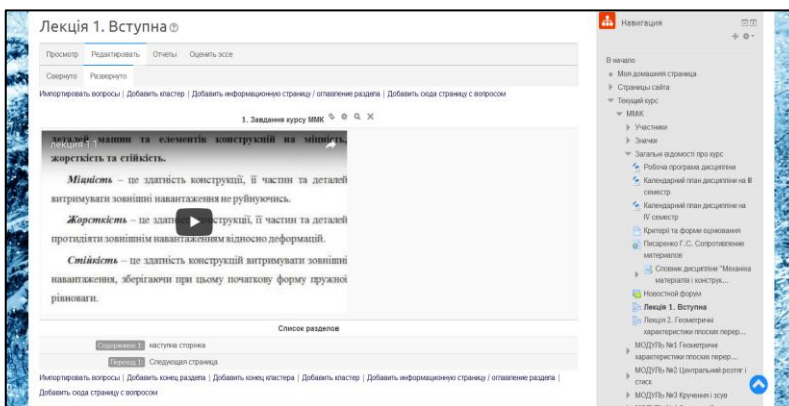 Лекція 1. Вступна
Просмотр Редактировать Отчеты Оценить эссе
Свернуто Развернуто
Импортировать вопросы | Добавить кластер | Добавить информационную страницу / оглавление раздела | Добавить сюда страницу с вопросом
1. Завдання курсу ММК
деталей машин та елементів конструкцій на міцність,
лекция 1 1
жорсткість та стійкість.
Міцність – це здатність конструкції, її частин та деталей
витримувати зовнішні навантаження не руйнуючись.
Жорсткість – це здатність конструкції, її частин та деталей
протидіяти зовнішнім навантаженням відносно деформацій.
Стійкість – це здатність конструкцій витримувати зовнішні
навантаження, зберігаючи при цьому початкову форму пружної
рівноваги.
Список разделов
Содержимое 1: наступна сторінка
Переход 1: Следующая страница
Импортировать вопросы | Добавить конец раздела | Добавить конец кластера | Добавить кластер | Добавить информационную страницу / оглавление раздела |
Добавить сюда страницу с вопросом
Навигация
В начало
Моя домашняя страница
Страницы сайта
Текущий курс
ММК
Участники
Значки
Загальні відомості про курс
Робоча програма дисципліни
Календарний план дисципліни на III
семестр
Календарний план дисципліни на
IV семестр
Критерії та форми оцінювання
Писаренко Г.С. Сопротивление
материалов
Словник дисципліни "Механіка
матеріалів і конструк...
Новостной форум
Лекція 1. Вступна
Лекція 2. Геометричні
характеристики плоских перер...
МОДУЛЬ №1 Геометричні
характеристики плоских перер...
МОДУЛЬ №2 Центральний розтяг і
стиск
МОДУЛЬ №3 Кручення і зсув